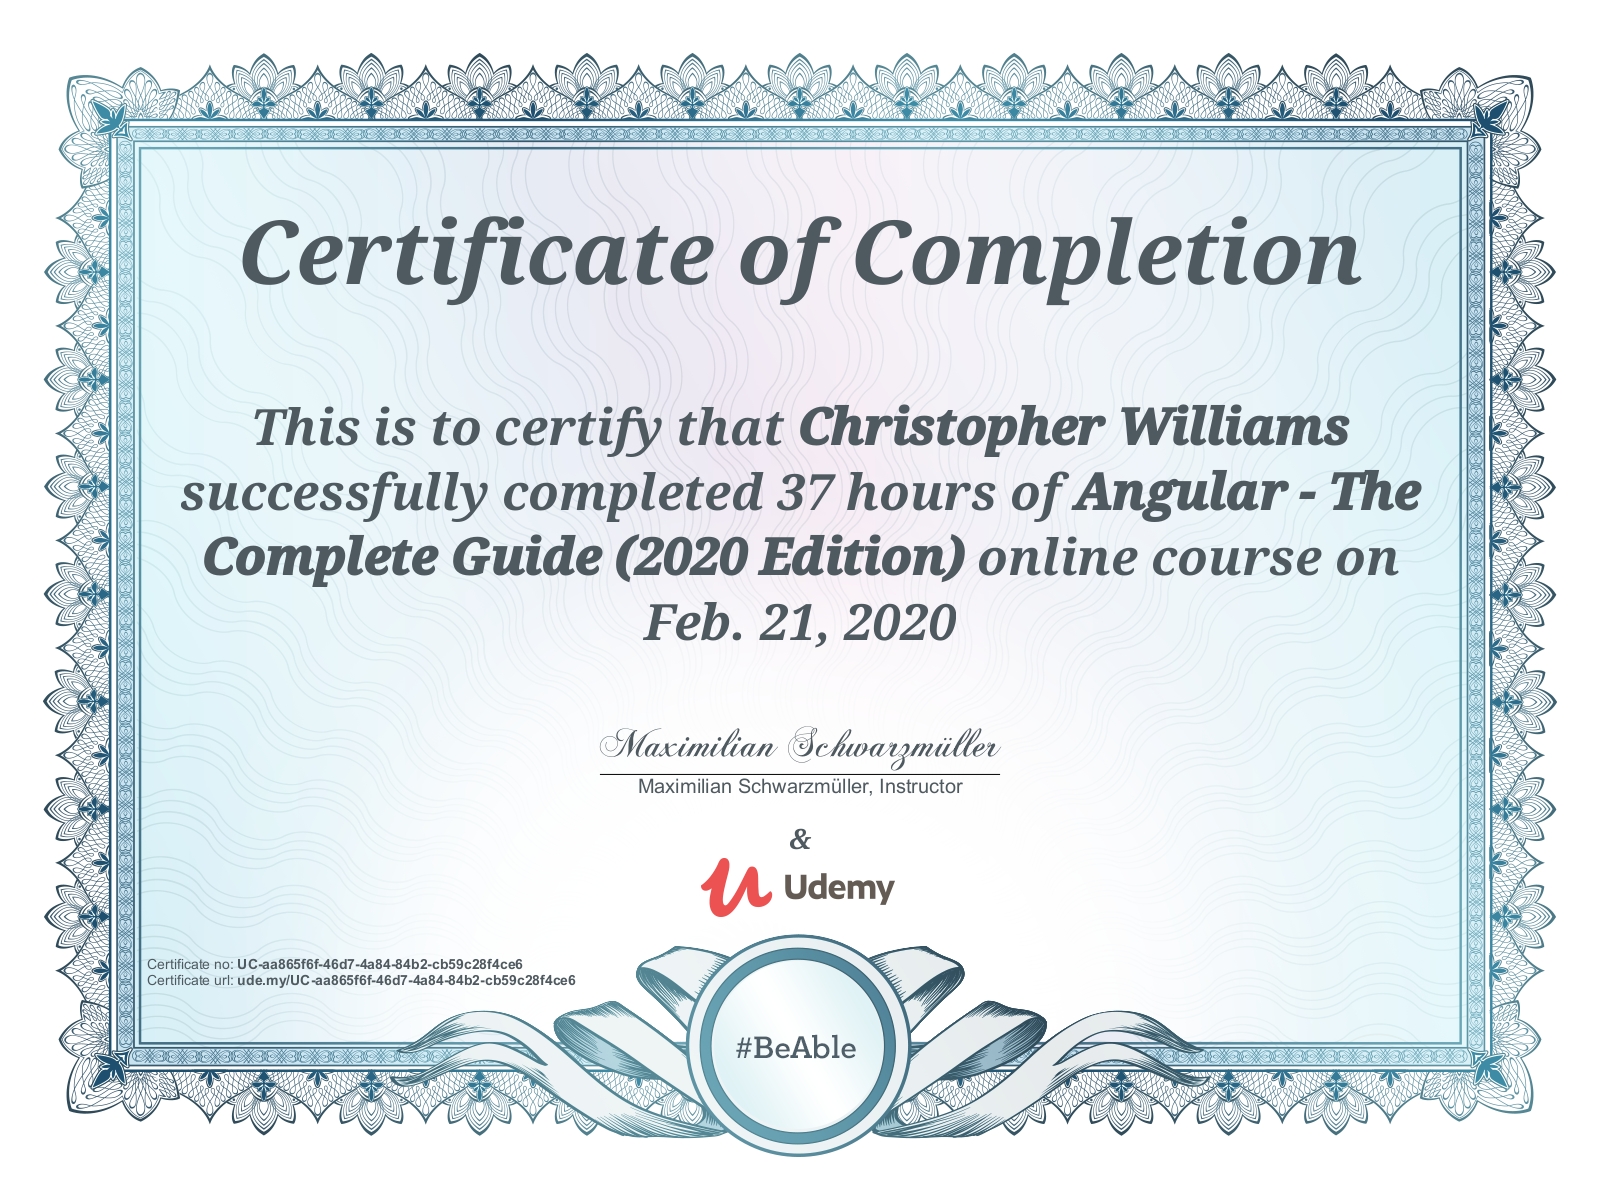 Certificate of Completion
This is to certify that Christopher Williams
successfully completed 37 hours of Angular - The
Complete Guide (2020 Edition) online course on
Feb. 21, 2020
Maximilian Schwarzmüller
Maximilian Schwarzmüller, Instructor
&
Udemy
Certificate no: UC-aa865f6f-46d7-4a84-84b2-cb59c28f4ce6
Certificate url: ude.my/UC-aa865f6f-46d7-4a84-84b2-cb59c28f4ce6
#BeAble